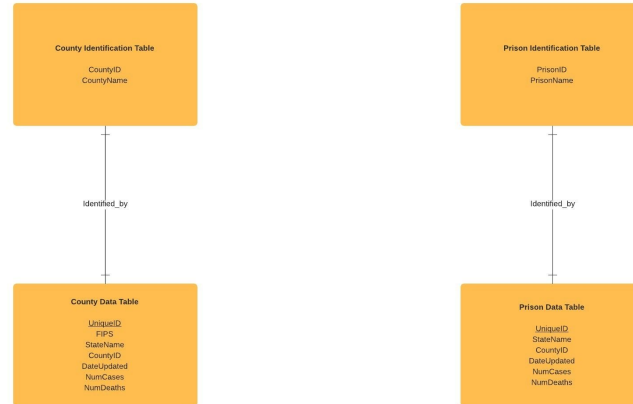 County Identification Table
CountyID
CountyName
Prison Identification Table
PrisonID
PrisonName
Identified_by
Identified_by
County Data Table
UniqueID
FIPS
StateName
CountyID
DateUpdated
NumCases
NumDeaths
Prison Data Table
UniqueID
StateName
CountyID
DateUpdated
NumCases
NumDeaths